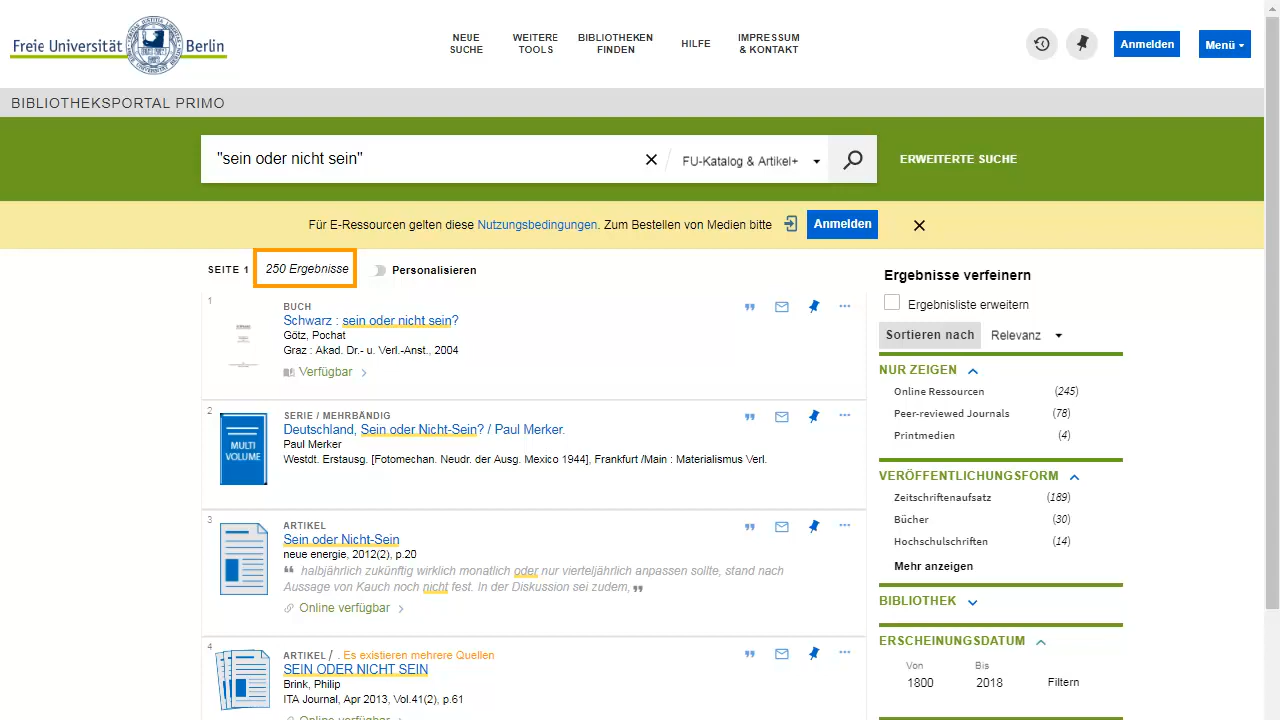 Freie Universität Berlin
NEUE SUCHE
WEITERE TOOLS
BIBLIOTHEKEN FINDEN
HILFE
IMPRESSUM & KONTAKT
Anmelden
Menü
BIBLIOTHEKSPORTAL PRIMO
"sein oder nicht sein"
FU-Katalog & Artikel+
ERWEITERTE SUCHE
Für E-Ressourcen gelten diese Nutzungsbedingungen. Zum Bestellen von Medien bitte Anmelden
SEITE 1 250 Ergebnisse Personalisieren
1
BUCH
Schwarz : sein oder nicht sein?
Götz, Pochat
Graz : Akad. Dr.- u. Verl.-Anst., 2004
Verfügbar
2
SERIE / MEHRBÄNDIG
MULTI
VOLUME
Deutschland, Sein oder Nicht-Sein? / Paul Merker.
Paul Merker
Westdt. Erstausg. [Fotomechan. Neudr. der Ausg. Mexico 1944], Frankfurt /Main : Materialismus Verl.
3
ARTIKEL
Sein oder Nicht-Sein
neue energie, 2012(2), p.20
halbjährlich zukünftig wirklich monatlich oder nur vierteljährlich anpassen sollte, stand nach
Aussage von Kauch noch nicht fest. In der Diskussion sei zudem,
Online verfügbar
4
ARTIKEL / . Es existieren mehrere Quellen
SEIN ODER NICHT SEIN
Brink, Philip
ITA Journal, Apr 2013, Vol.41(2), p.61
Online verfügbar
Ergebnisse verfeinern
Ergebnisliste erweitern
Sortieren nach Relevanz
NUR ZEIGEN
Online Ressourcen (245)
Peer-reviewed Journals (78)
Printmedien (4)
VERÖFFENTLICHUNGSFORM
Zeitschriftenaufsatz (189)
Bücher (30)
Hochschulschriften (14)
Mehr anzeigen
BIBLIOTHEK
ERSCHEINUNGSDATUM
Von Bis
1800 2018 Filtern